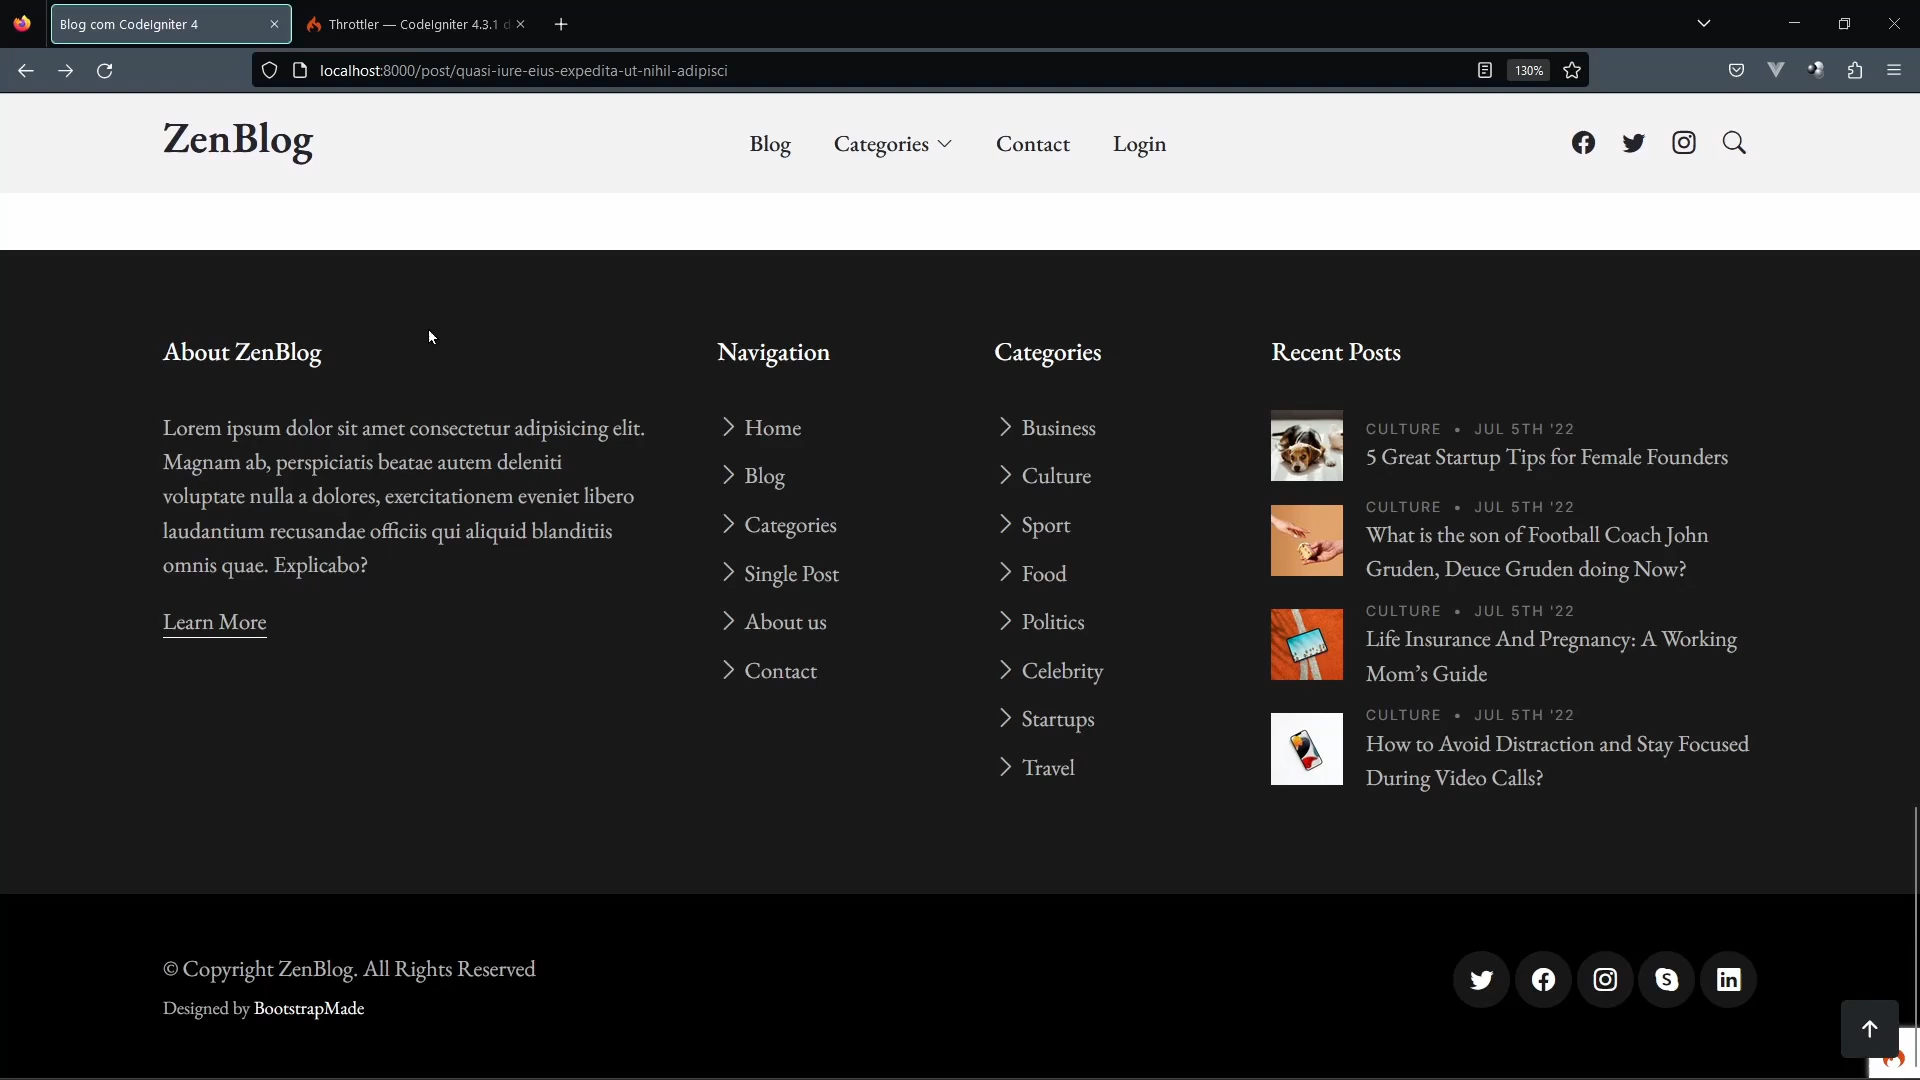 Blog com CodeIgniter 4
Throttler — CodeIgniter 4.3.1
localhost:8000/post/quasi-iure-eius-expedita-ut-nihil-adipisci
130%
ZenBlog
Blog
Categories
Contact
Login
About ZenBlog
Lorem ipsum dolor sit amet consectetur adipisicing elit.
Magnam ab, perspiciatis beatae autem deleniti
voluptate nulla a dolores, exercitationem eveniet libero
laudantium recusandae officiis qui aliquid blanditiis
omnis quae. Explicabo?
Learn More
Navigation
Home
Blog
Categories
Single Post
About us
Contact
Categories
Business
Culture
Sport
Food
Politics
Celebrity
Startups
Travel
Recent Posts
CULTURE • JUL 5TH '22
5 Great Startup Tips for Female Founders
CULTURE • JUL 5TH '22
What is the son of Football Coach John
Gruden, Deuce Gruden doing Now?
CULTURE • JUL 5TH '22
Life Insurance And Pregnancy: A Working
Mom’s Guide
CULTURE • JUL 5TH '22
How to Avoid Distraction and Stay Focused
During Video Calls?
© Copyright ZenBlog. All Rights Reserved
Designed by BootstrapMade